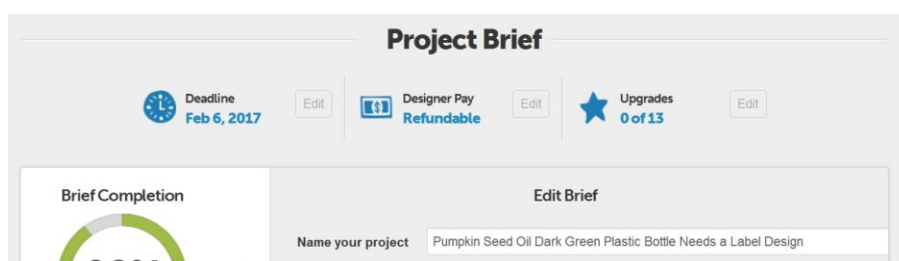 Project Brief
Deadline
Feb 6, 2017
Edit
Designer Pay
Refundable
Edit
Upgrades
0 of 13
Edit
Brief Completion
Edit Brief
Name your project
Pumpkin Seed Oil Dark Green Plastic Bottle Needs a Label Design